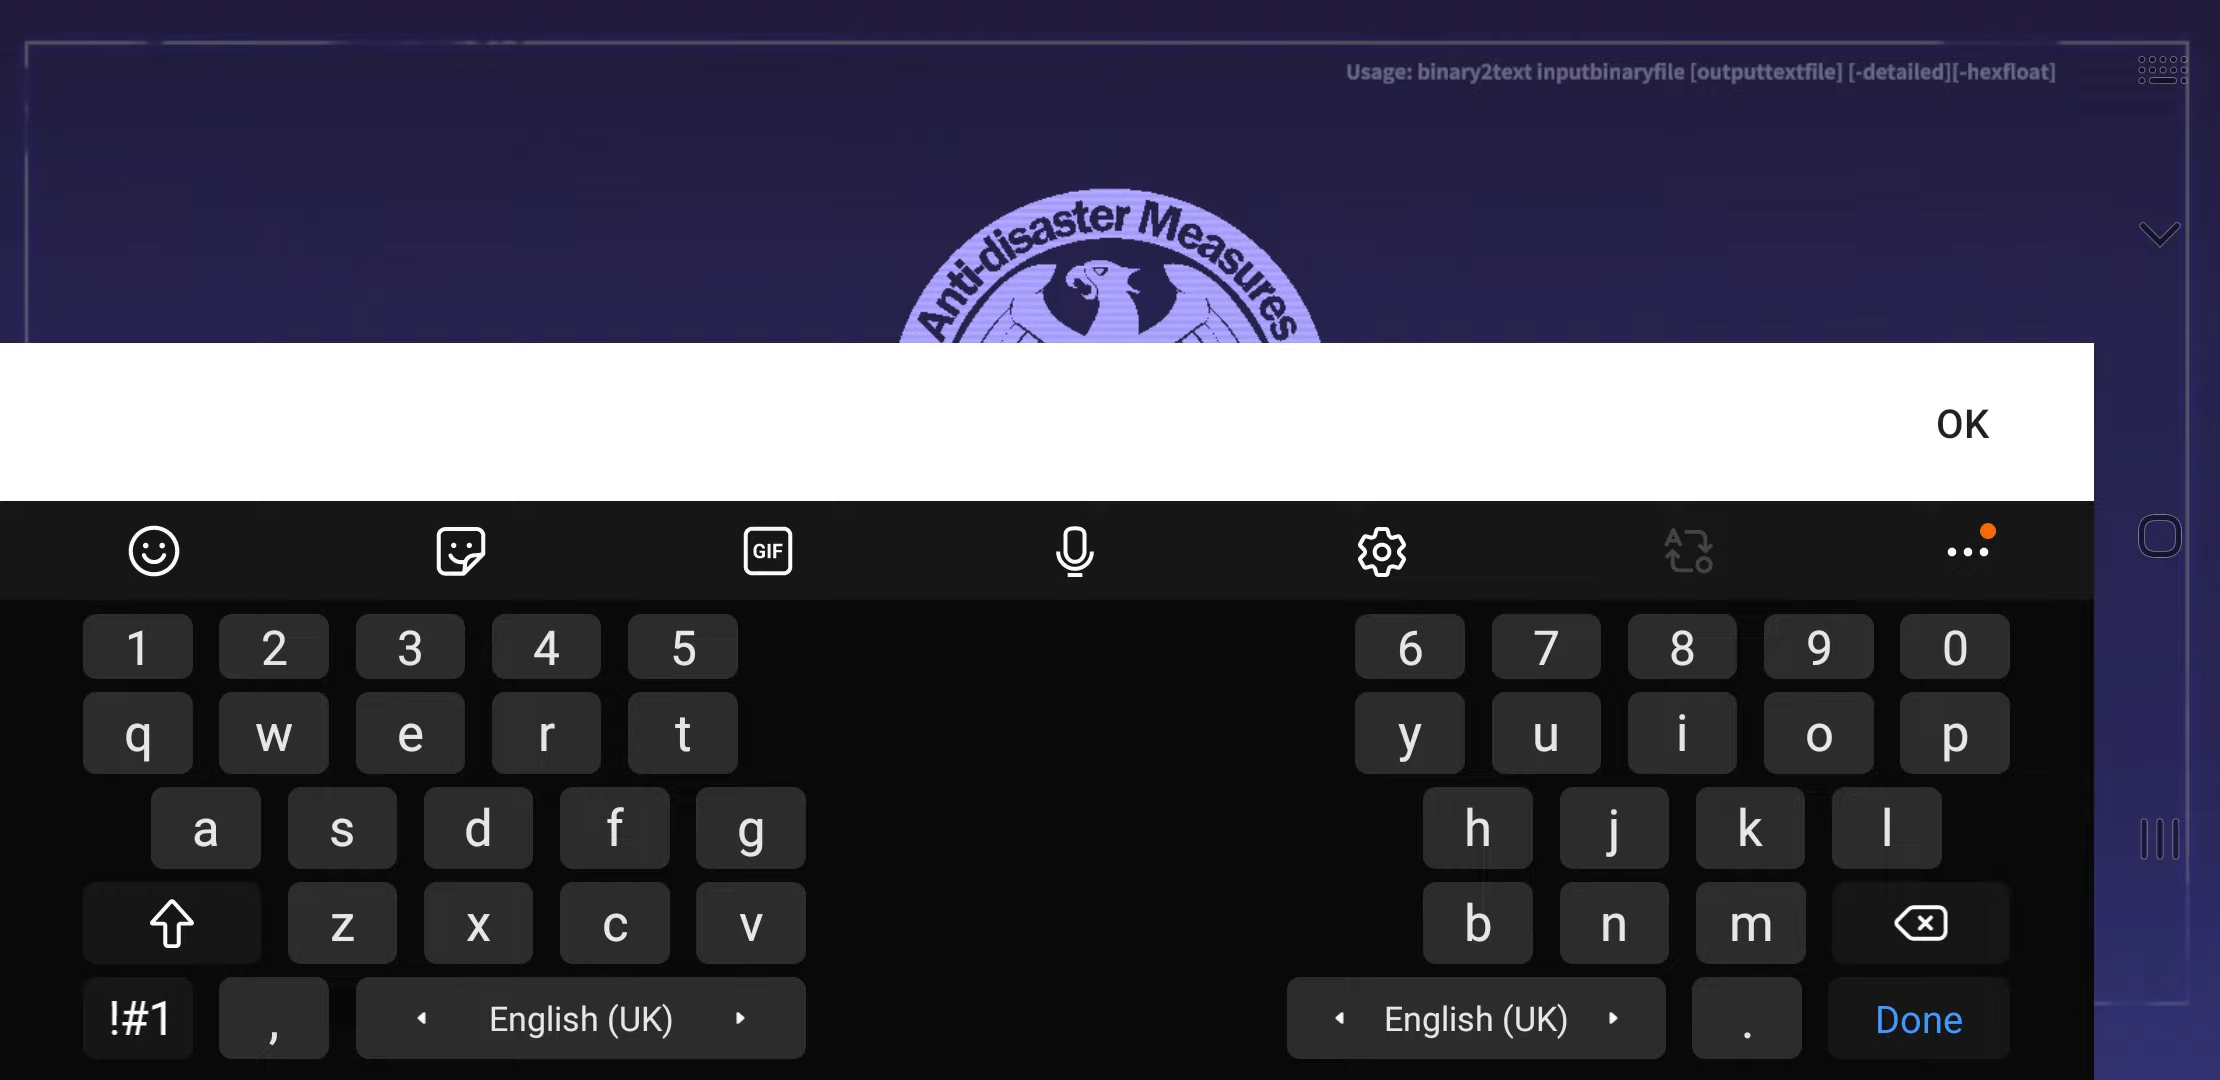 Usage: binary2text inputbinaryfile [outputtextfile] [-detailed][-hexfloat]
Anti-disaster Measures
OK
GIF
1 2 3 4 5 6 7 8 9 0
q w e r t y u i o p
a s d f g h j k l
z x c v b n m
!#1 , English (UK) English (UK) . Done